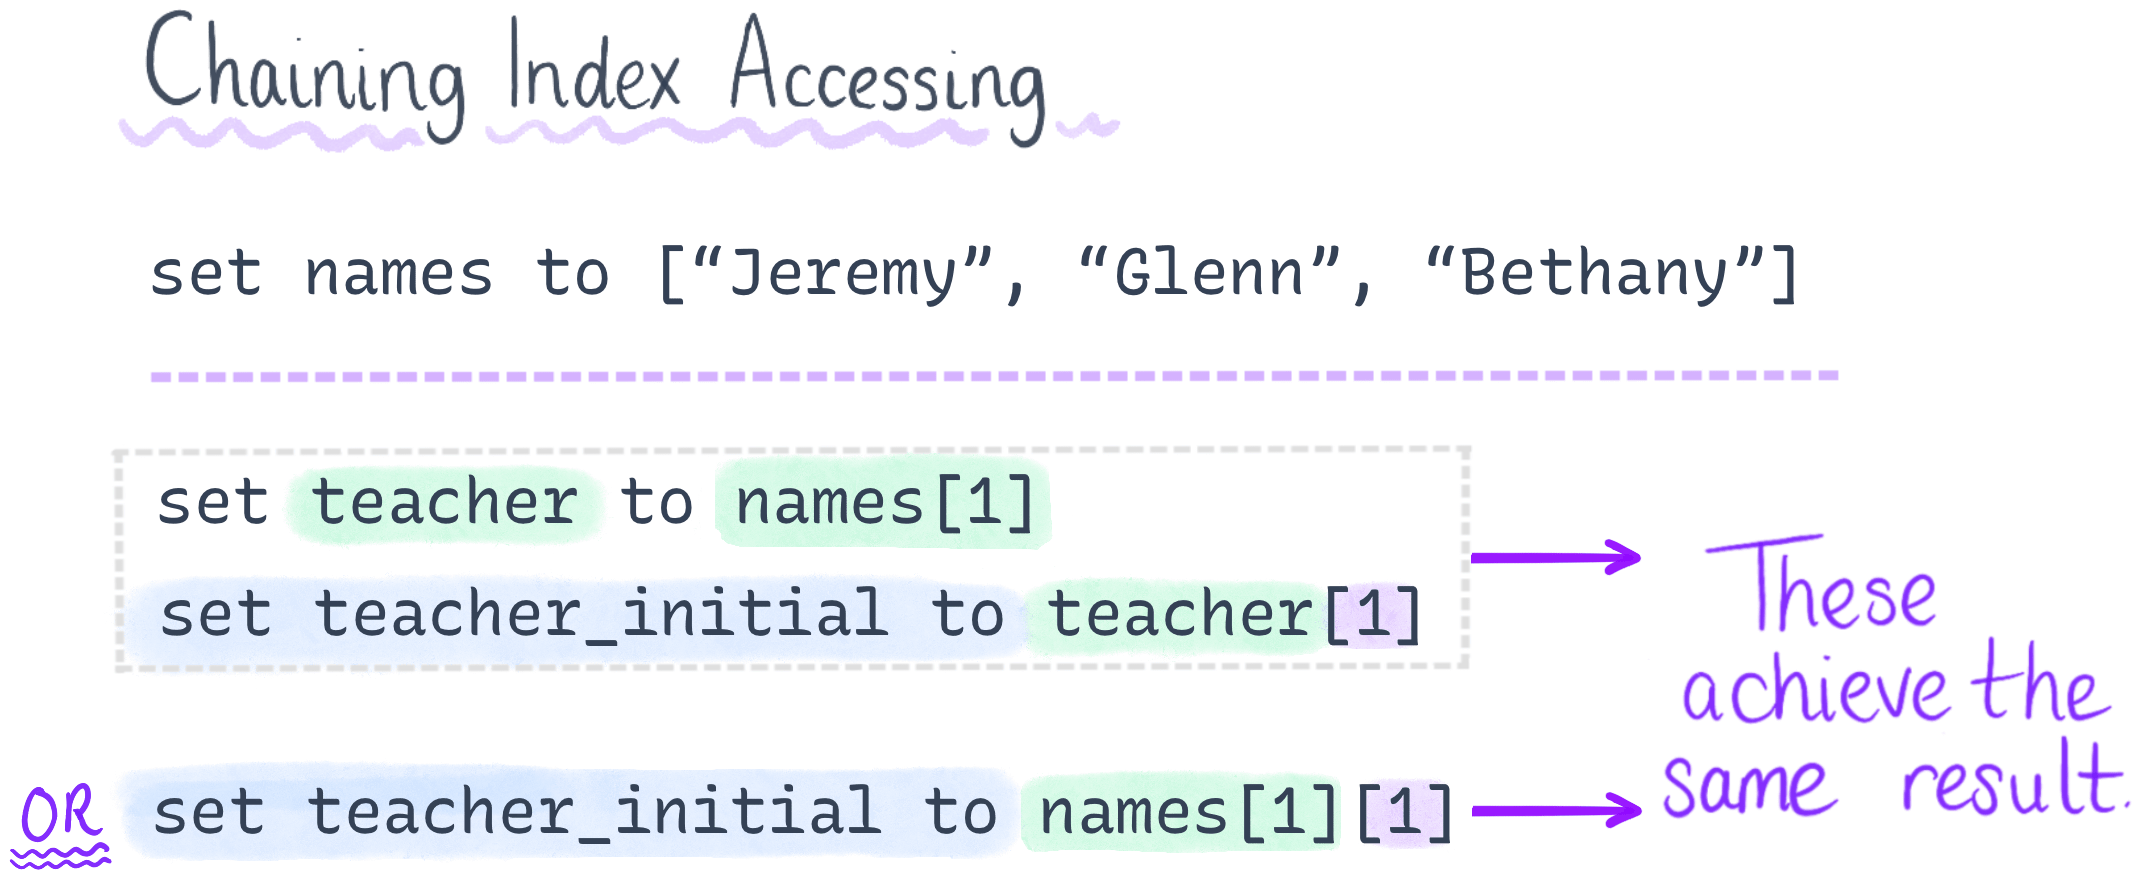 Chaining Index Accessing
set names to [“Jeremy”, “Glenn”, “Bethany”]
set teacher to names[1]
set teacher_initial to teacher[1]
OR set teacher_initial to names[1][1]
These
achieve the
same result.